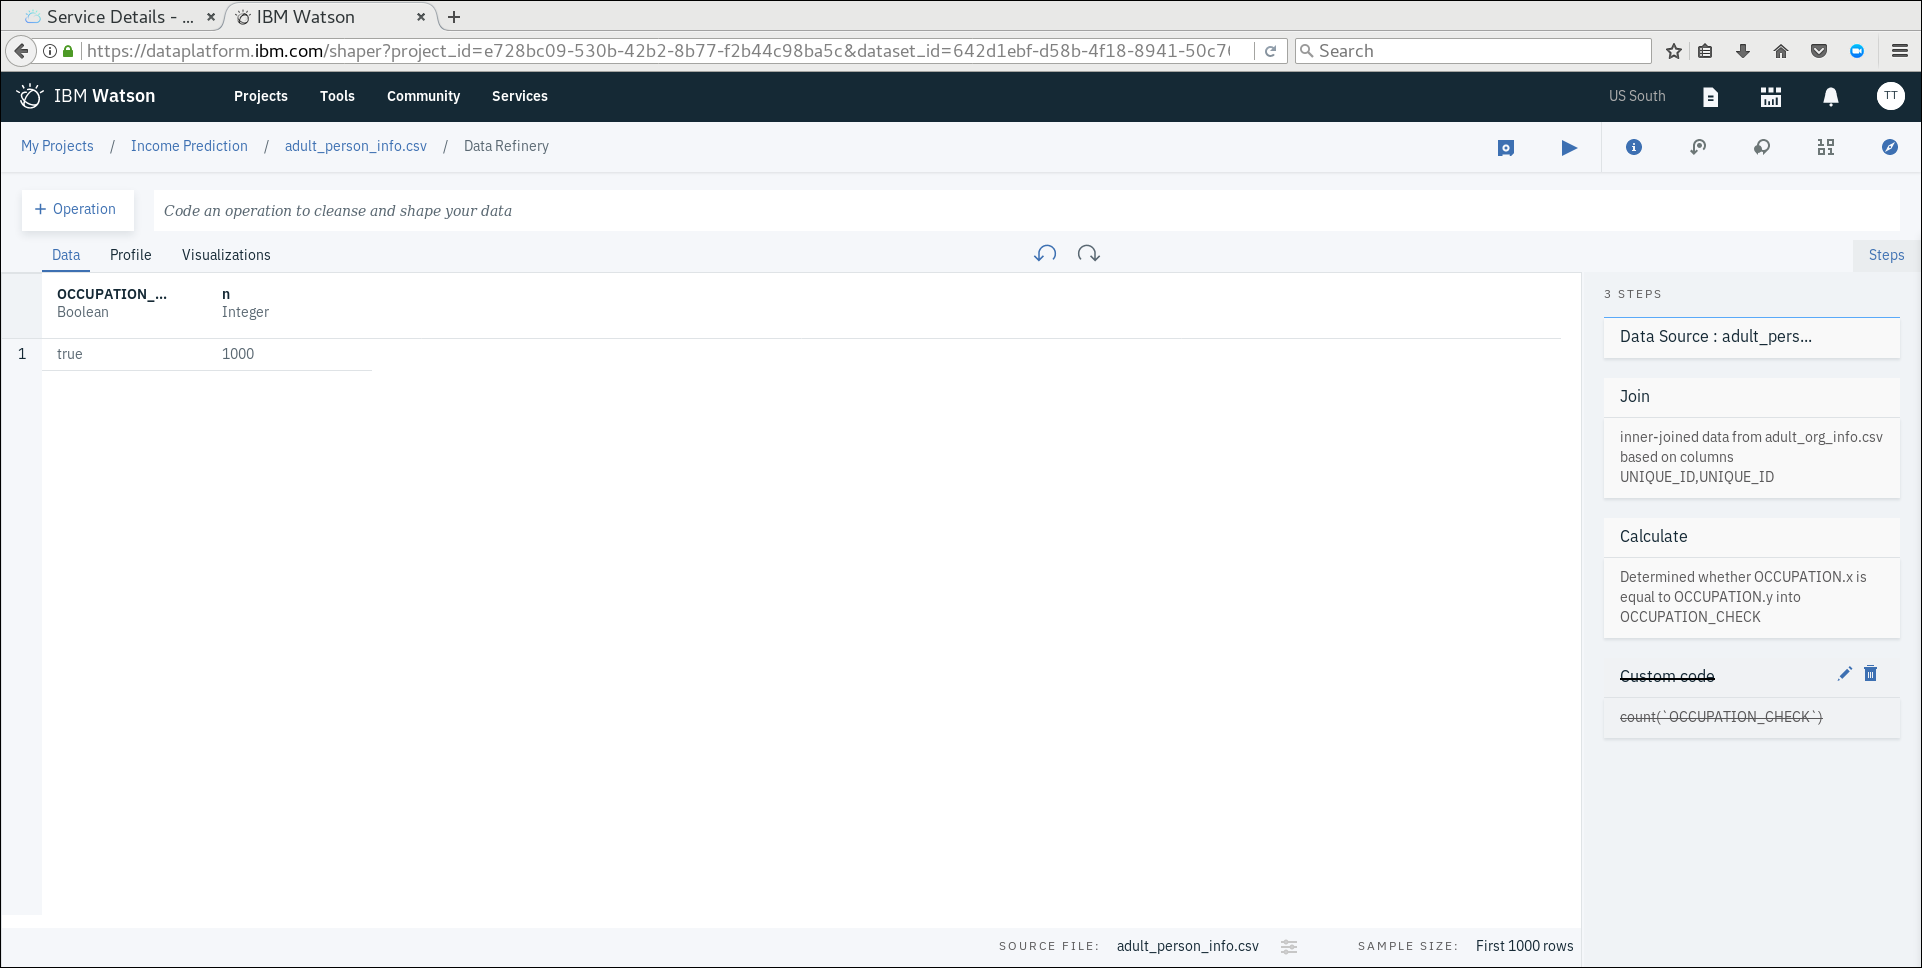 Service Details - ...
IBM Watson
https://dataplatform.ibm.com/shaper?project_id=e728bc09-530b-42b2-8b77-f2b44c98ba5c&dataset_id=642d1ebf-d58b-4f18-8941-50c7
Search
IBM Watson
Projects
Tools
Community
Services
US South
TT
My Projects / Income Prediction / adult_person_info.csv / Data Refinery
+ Operation
Code an operation to cleanse and shape your data
Data
Profile
Visualizations
Steps
OCCUPATION_...
n
Boolean
Integer
1
true
1000
3 STEPS
Data Source : adult_pers...
Join
inner-joined data from adult_org_info.csv
based on columns
UNIQUE_ID,UNIQUE_ID
Calculate
Determined whether OCCUPATION.x is
equal to OCCUPATION.y into
OCCUPATION_CHECK
Custom code
count(`OCCUPATION_CHECK`)
SOURCE FILE: adult_person_info.csv
SAMPLE SIZE: First 1000 rows